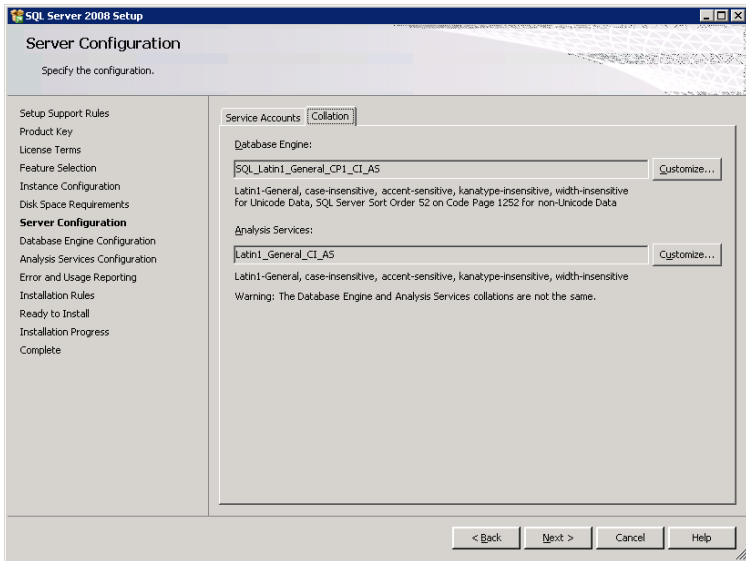 SQL Server 2008 Setup
Server Configuration
Specify the configuration.
Setup Support Rules
Product Key
License Terms
Feature Selection
Instance Configuration
Disk Space Requirements
Server Configuration
Database Engine Configuration
Analysis Services Configuration
Error and Usage Reporting
Installation Rules
Ready to Install
Installation Progress
Complete
Service Accounts Collation
Database Engine:
SQL_Latin1_General_CP1_CI_AS Customize...
Latin1-General, case-insensitive, accent-sensitive, kanatype-insensitive, width-insensitive
for Unicode Data, SQL Server Sort Order 52 on Code Page 1252 for non-Unicode Data
Analysis Services:
Latin1_General_CI_AS Customize...
Latin1-General, case-insensitive, accent-sensitive, kanatype-insensitive, width-insensitive
Warning: The Database Engine and Analysis Services collations are not the same.
< Back Next > Cancel Help